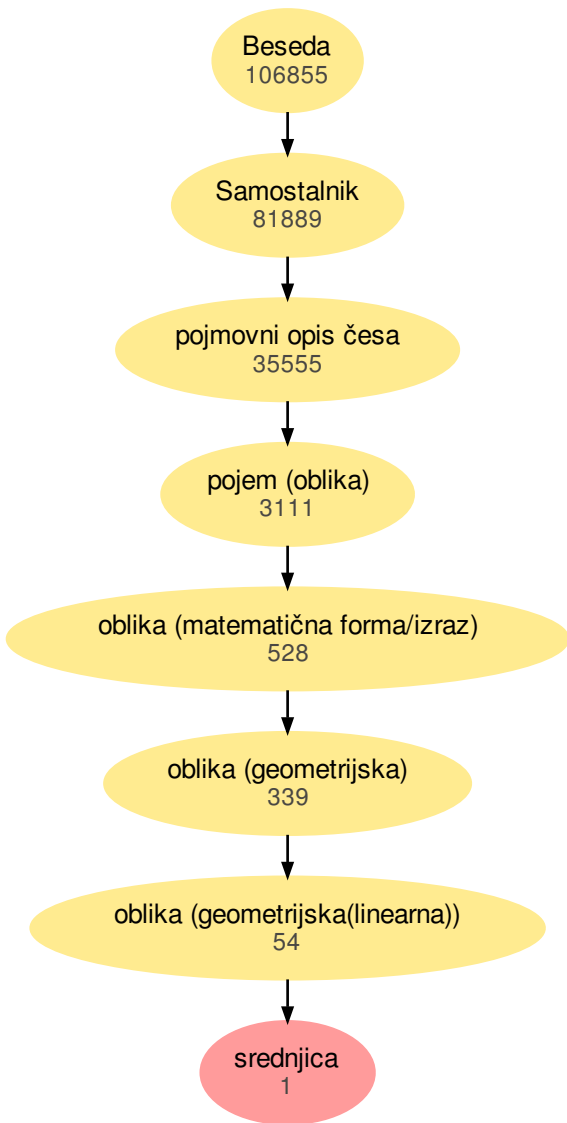 Beseda
106855
Samostalnik
81889
pojmovni opis česa
35555
pojem (oblika)
3111
oblika (matematična forma/izraz)
528
oblika (geometrijska)
339
oblika (geometrijska(linearna))
54
srednjica
1